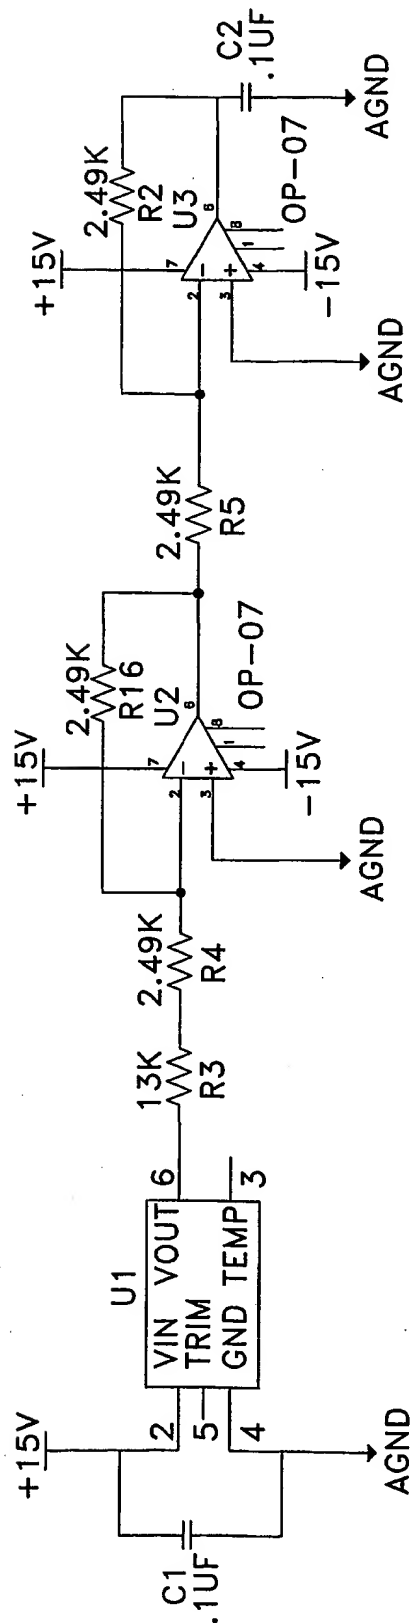 +15V
C1
.1UF
2
5
4
AGND
U1
VIN VOUT
TRIM
GND TEMP
6
3
13K
R3
2.49K
R4
+15V
2.49K
R16
U2
7
2
3
-
+
6
8
1
4
OP-07
-15V
AGND
2.49K
R5
+15V
2.49K
R2
U3
7
2
3
-
+
6
8
1
4
OP-07
-15V
AGND
C2
.1UF
AGND